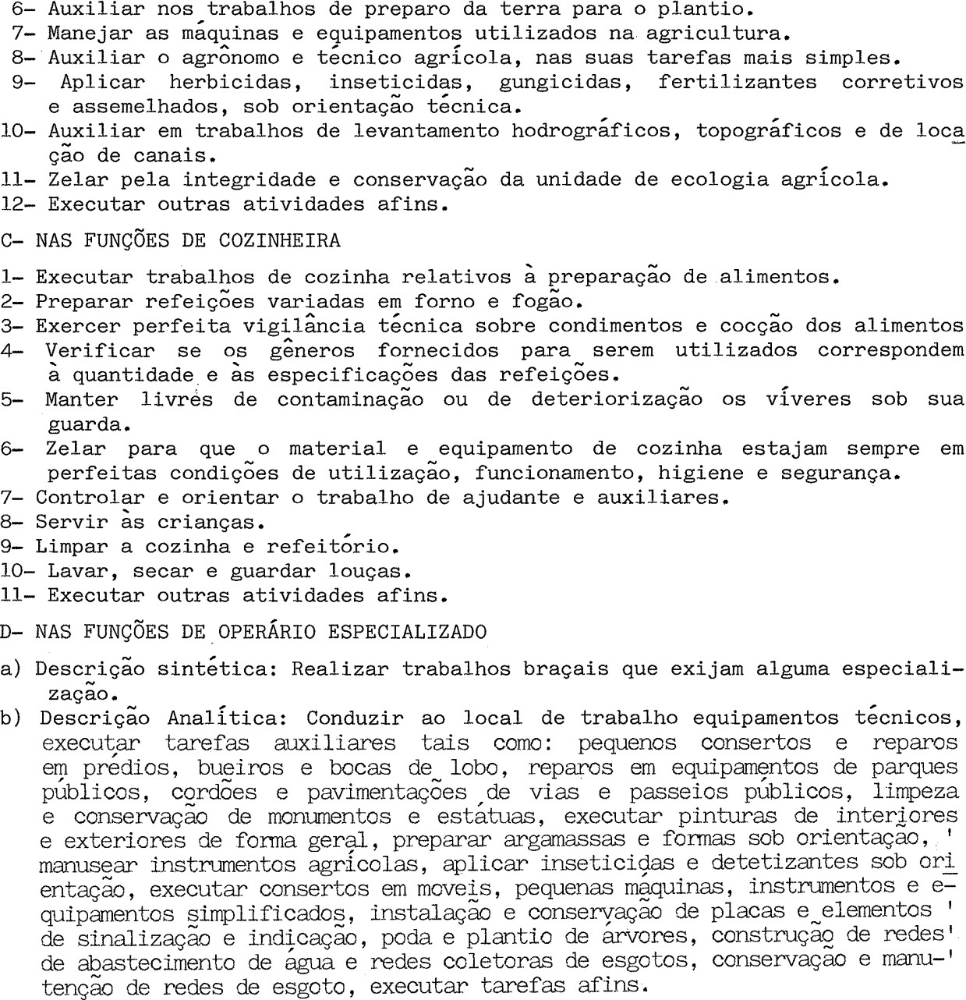 6- Auxiliar nos trabalhos de preparo da terra para o plantio.
7- Manejar as máquinas e equipamentos utilizados na agricultura.
8- Auxiliar o agrônomo e técnico agrícola, nas suas tarefas mais simples.
9- Aplicar herbicidas, inseticidas, gungicidas, fertilizantes corretivos
e assemelhados, sob orientação técnica.
10- Auxiliar em trabalhos de levantamento hodrográficos, topográficos e de loca
ção de canais.
11- Zelar pela integridade e conservação da unidade de ecologia agrícola.
12- Executar outras atividades afins.
C- NAS FUNÇÕES DE COZINHEIRA
1- Executar trabalhos de cozinha relativos à preparação de alimentos.
2- Preparar refeições variadas em forno e fogão.
3- Exercer perfeita vigilância técnica sobre condimentos e cocção dos alimentos
4- Verificar se os gêneros fornecidos para serem utilizados correspondem
à quantidade e às especificações das refeições.
5- Manter livres de contaminação ou de deteriorização os víveres sob sua
guarda.
6- Zelar para que o material e equipamento de cozinha estajam sempre em
perfeitas condições de utilização, funcionamento, higiene e segurança.
7- Controlar e orientar o trabalho de ajudante e auxiliares.
8- Servir às crianças.
9- Limpar a cozinha e refeitório.
10- Lavar, secar e guardar louças.
11- Executar outras atividades afins.
D- NAS FUNÇÕES DE OPERÁRIO ESPECIALIZADO
a) Descrição sintética: Realizar trabalhos braçais que exijam alguma especiali-
zação.
b) Descrição Analítica: Conduzir ao local de trabalho equipamentos técnicos,
executar tarefas auxiliares tais como: pequenos consertos e reparos
em prédios, bueiros e bocas de lobo, reparos em equipamentos de parques
públicos, cordões e pavimentações de vias e passeios públicos, limpeza
e conservação de monumentos e estátuas, executar pinturas de interiores
e exteriores de forma geral, preparar argamassas e formas sob orientação, '
manusear instrumentos agrícolas, aplicar inseticidas e detetizantes sob ori
entação, executar consertos em moveis, pequenas máquinas, instrumentos e e-
quipamentos simplificados, instalação e conservação de placas e elementos '
de sinalização e indicação, poda e plantio de árvores, construção de redes'
de abastecimento de água e redes coletoras de esgotos, conservação e manu-'
tenção de redes de esgoto, executar tarefas afins.